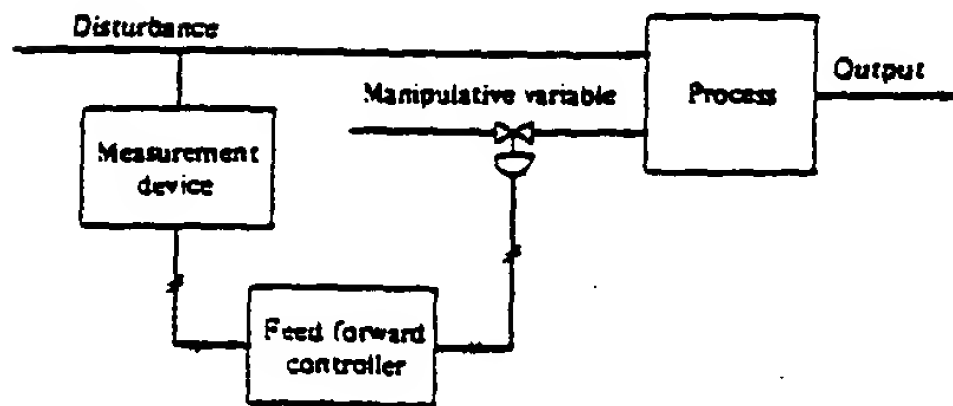 Disturbance
Output
Manipulative variable
Process
Measurement
device
Feed forward
controller